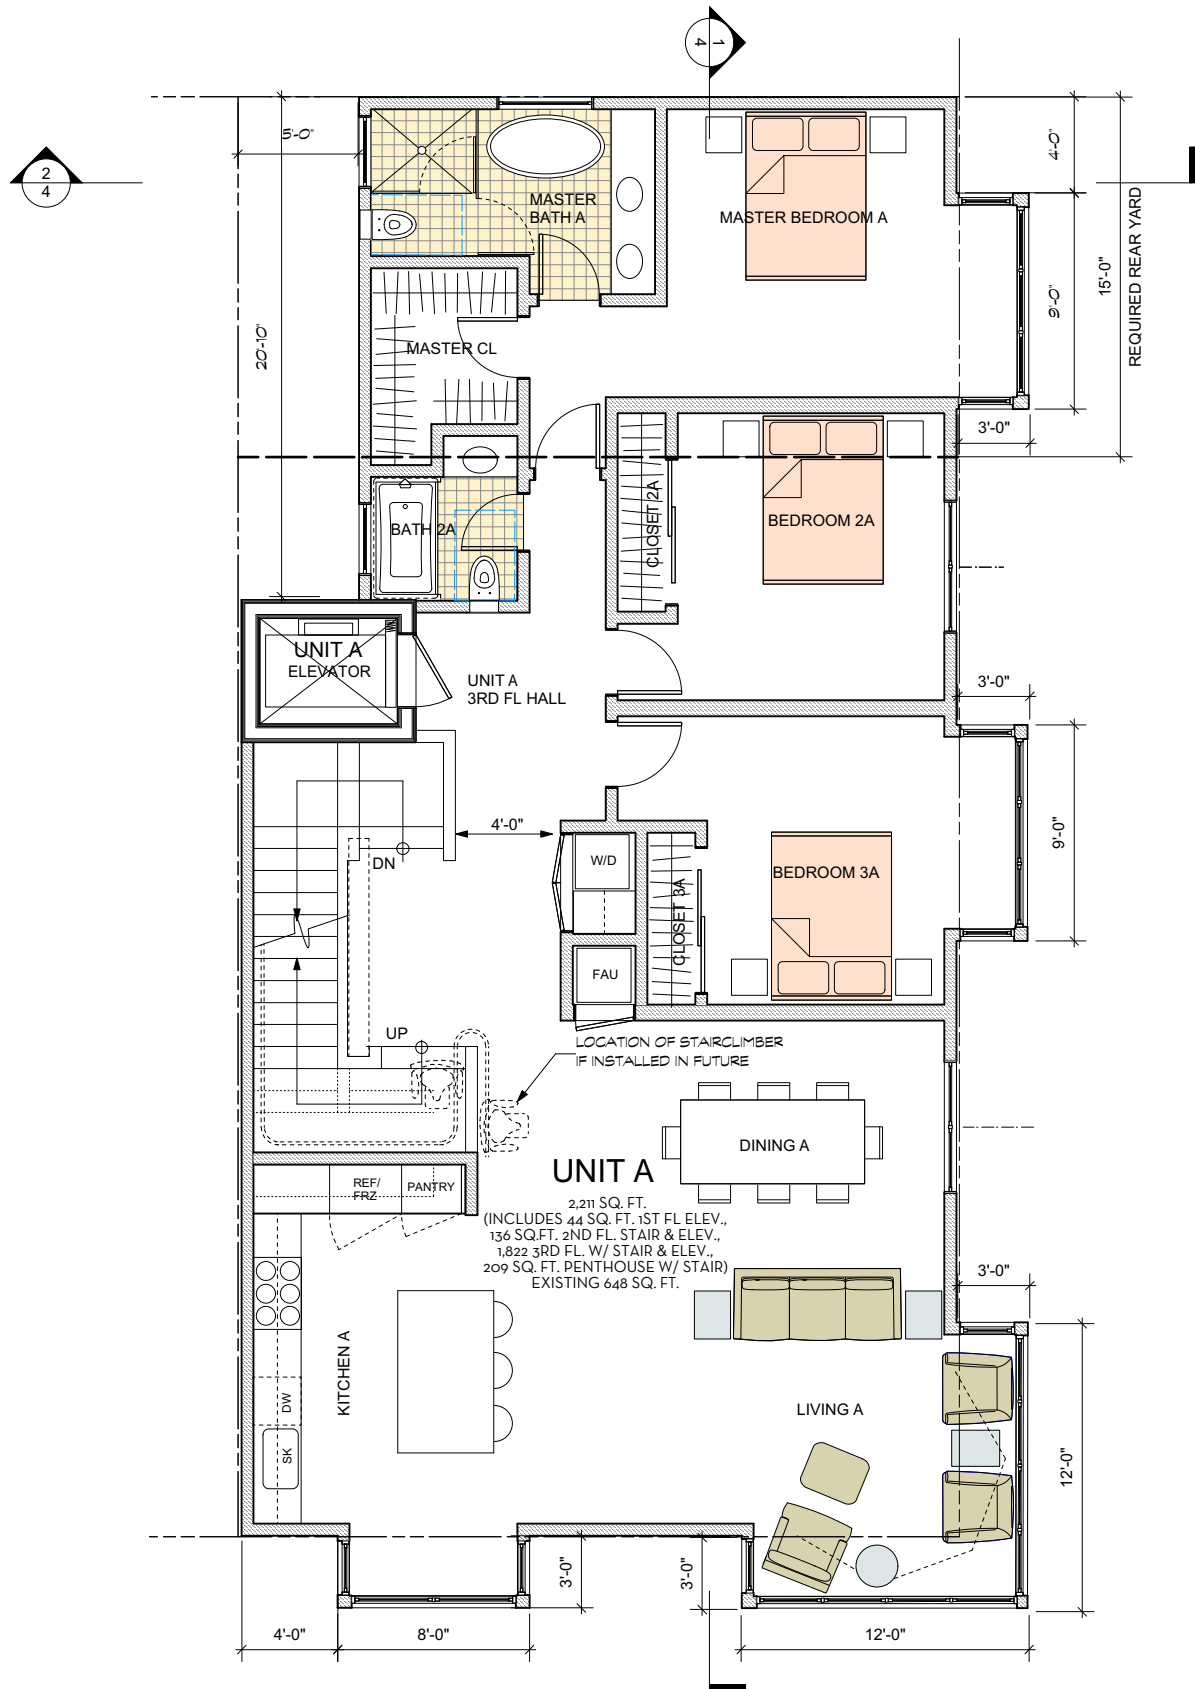 1
4
2
4
5'-0"
4'-0"
MASTER
BATH A
MASTER BEDROOM A
REQUIRED REAR YARD
15'-0"
9'-0"
20'-10"
MASTER CL
3'-0"
CLOSET 2A
BATH 2A
BEDROOM 2A
UNIT A
ELEVATOR
UNIT A
3RD FL HALL
3'-0"
4'-0"
9'-0"
DN
W/D
BEDROOM 3A
CLOSET 3A
FAU
UP
LOCATION OF STAIRCLIMBER
IF INSTALLED IN FUTURE
DINING A
UNIT A
REF/
FRZ
PANTRY
2,211 SQ. FT.
(INCLUDES 44 SQ. FT. 1ST FL ELEV.,
136 SQ.FT. 2ND FL. STAIR & ELEV.,
1,822 3RD FL. W/ STAIR & ELEV.,
209 SQ. FT. PENTHOUSE W/ STAIR)
EXISTING 648 SQ. FT.
3'-0"
KITCHEN A
DW
SK
LIVING A
12'-0"
3'-0"
3'-0"
4'-0"
8'-0"
12'-0"